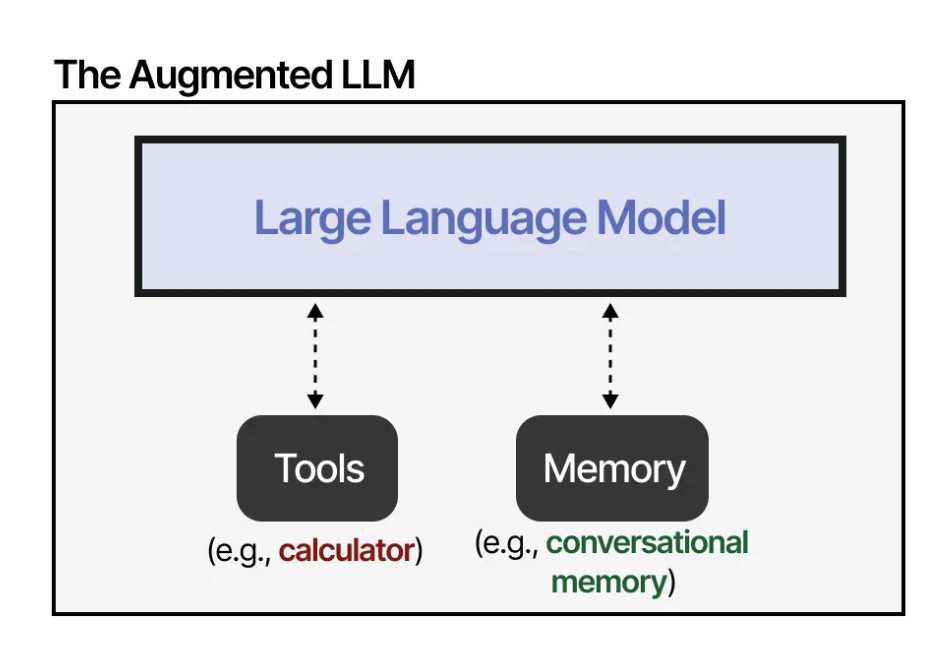 The Augmented LLM
Large Language Model
Tools
Memory
(e.g., calculator)
(e.g., conversational
memory)